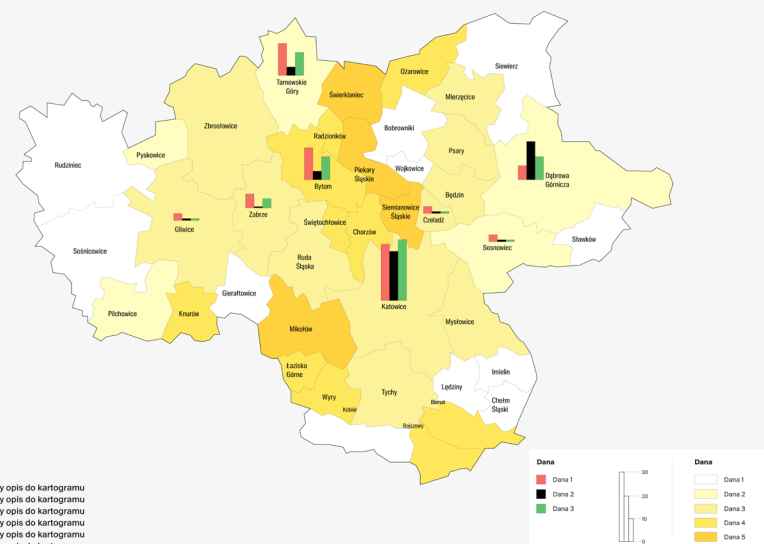 Siewierz
Ożarowice
Tarnowskie
Góry
Świerklaniec
Mierzęcice
Zbrosławice
Bobrowniki
Radzionków
Psary
Pyskowice
Rudziniec
Wojkowice
Piekary
Śląskie
Dąbrowa
Górnicza
Bytom
Będzin
Siemianowice
Śląskie
Zabrze
Czeladź
Świętochłowice
Gliwice
Chorzów
Sławków
Sosnowiec
Sośnicowice
Ruda
Śląska
Gierałtowice
Katowice
Pilchowice
Knurów
Mysłowice
Mikołów
Łaziska
Górne
Imielin
Lędziny
Tychy
Wyry
Bieruń
Chełm
Śląski
Kobiór
Bojszowy
y opis do kartogramu
y opis do kartogramu
y opis do kartogramu
y opis do kartogramu
y opis do kartogramu
Dana
Dana 1
Dana 2
Dana 3
30
20
10
0
Dana
Dana 1
Dana 2
Dana 3
Dana 4
Dana 5